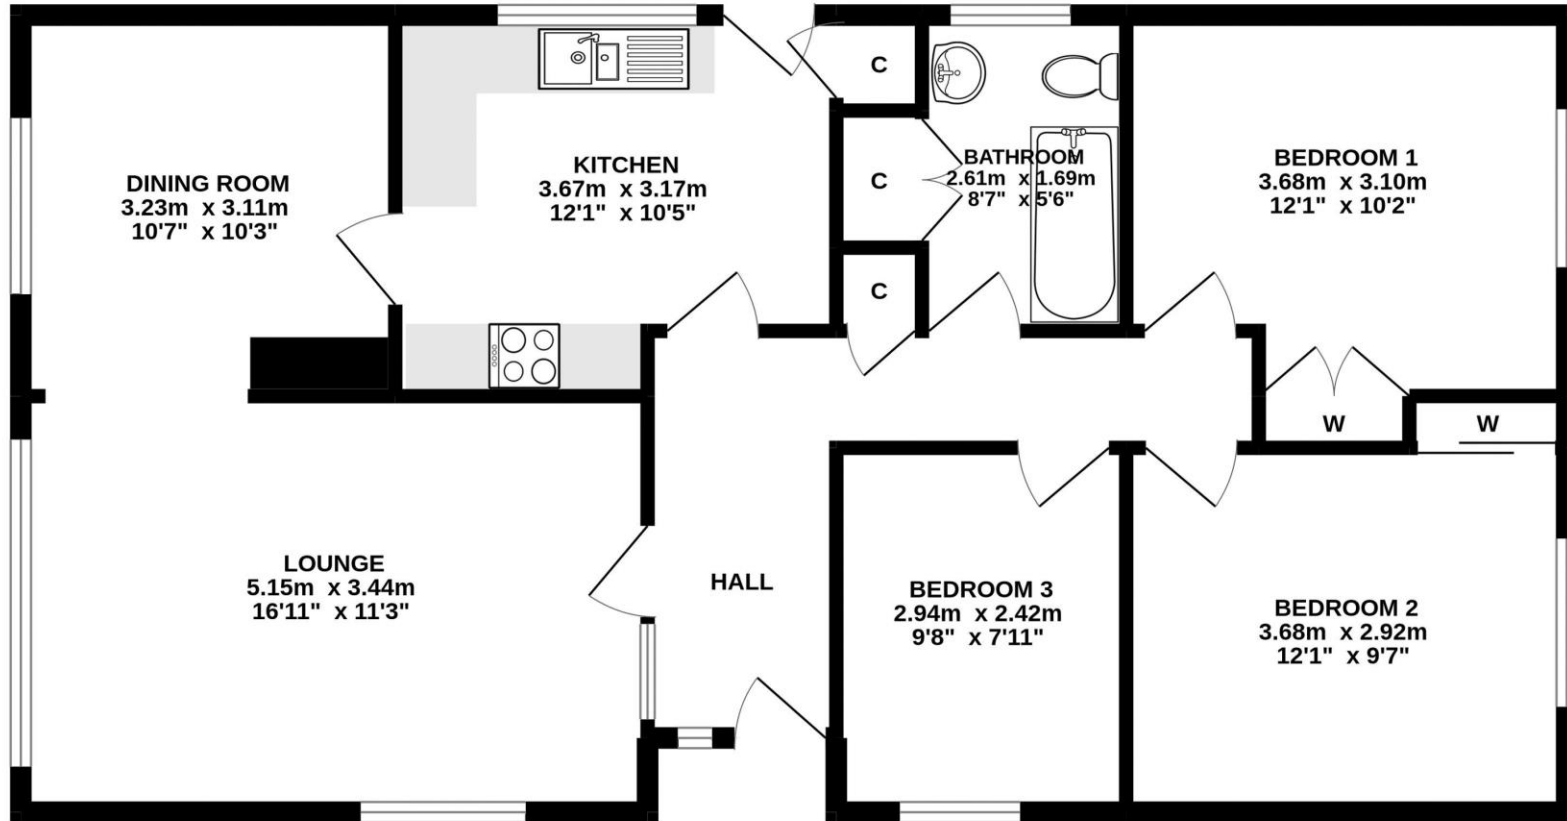 DINING ROOM
3.23m x 3.11m
10'7" x 10'3"
KITCHEN
3.67m x 3.17m
12'1" x 10'5"
C
C
C
BATHROOM
2.61m x 1.69m
8'7" x 5'6"
BEDROOM 1
3.68m x 3.10m
12'1" x 10'2"
W
W
LOUNGE
5.15m x 3.44m
16'11" x 11'3"
HALL
BEDROOM 3
2.94m x 2.42m
9'8" x 7'11"
BEDROOM 2
3.68m x 2.92m
12'1" x 9'7"